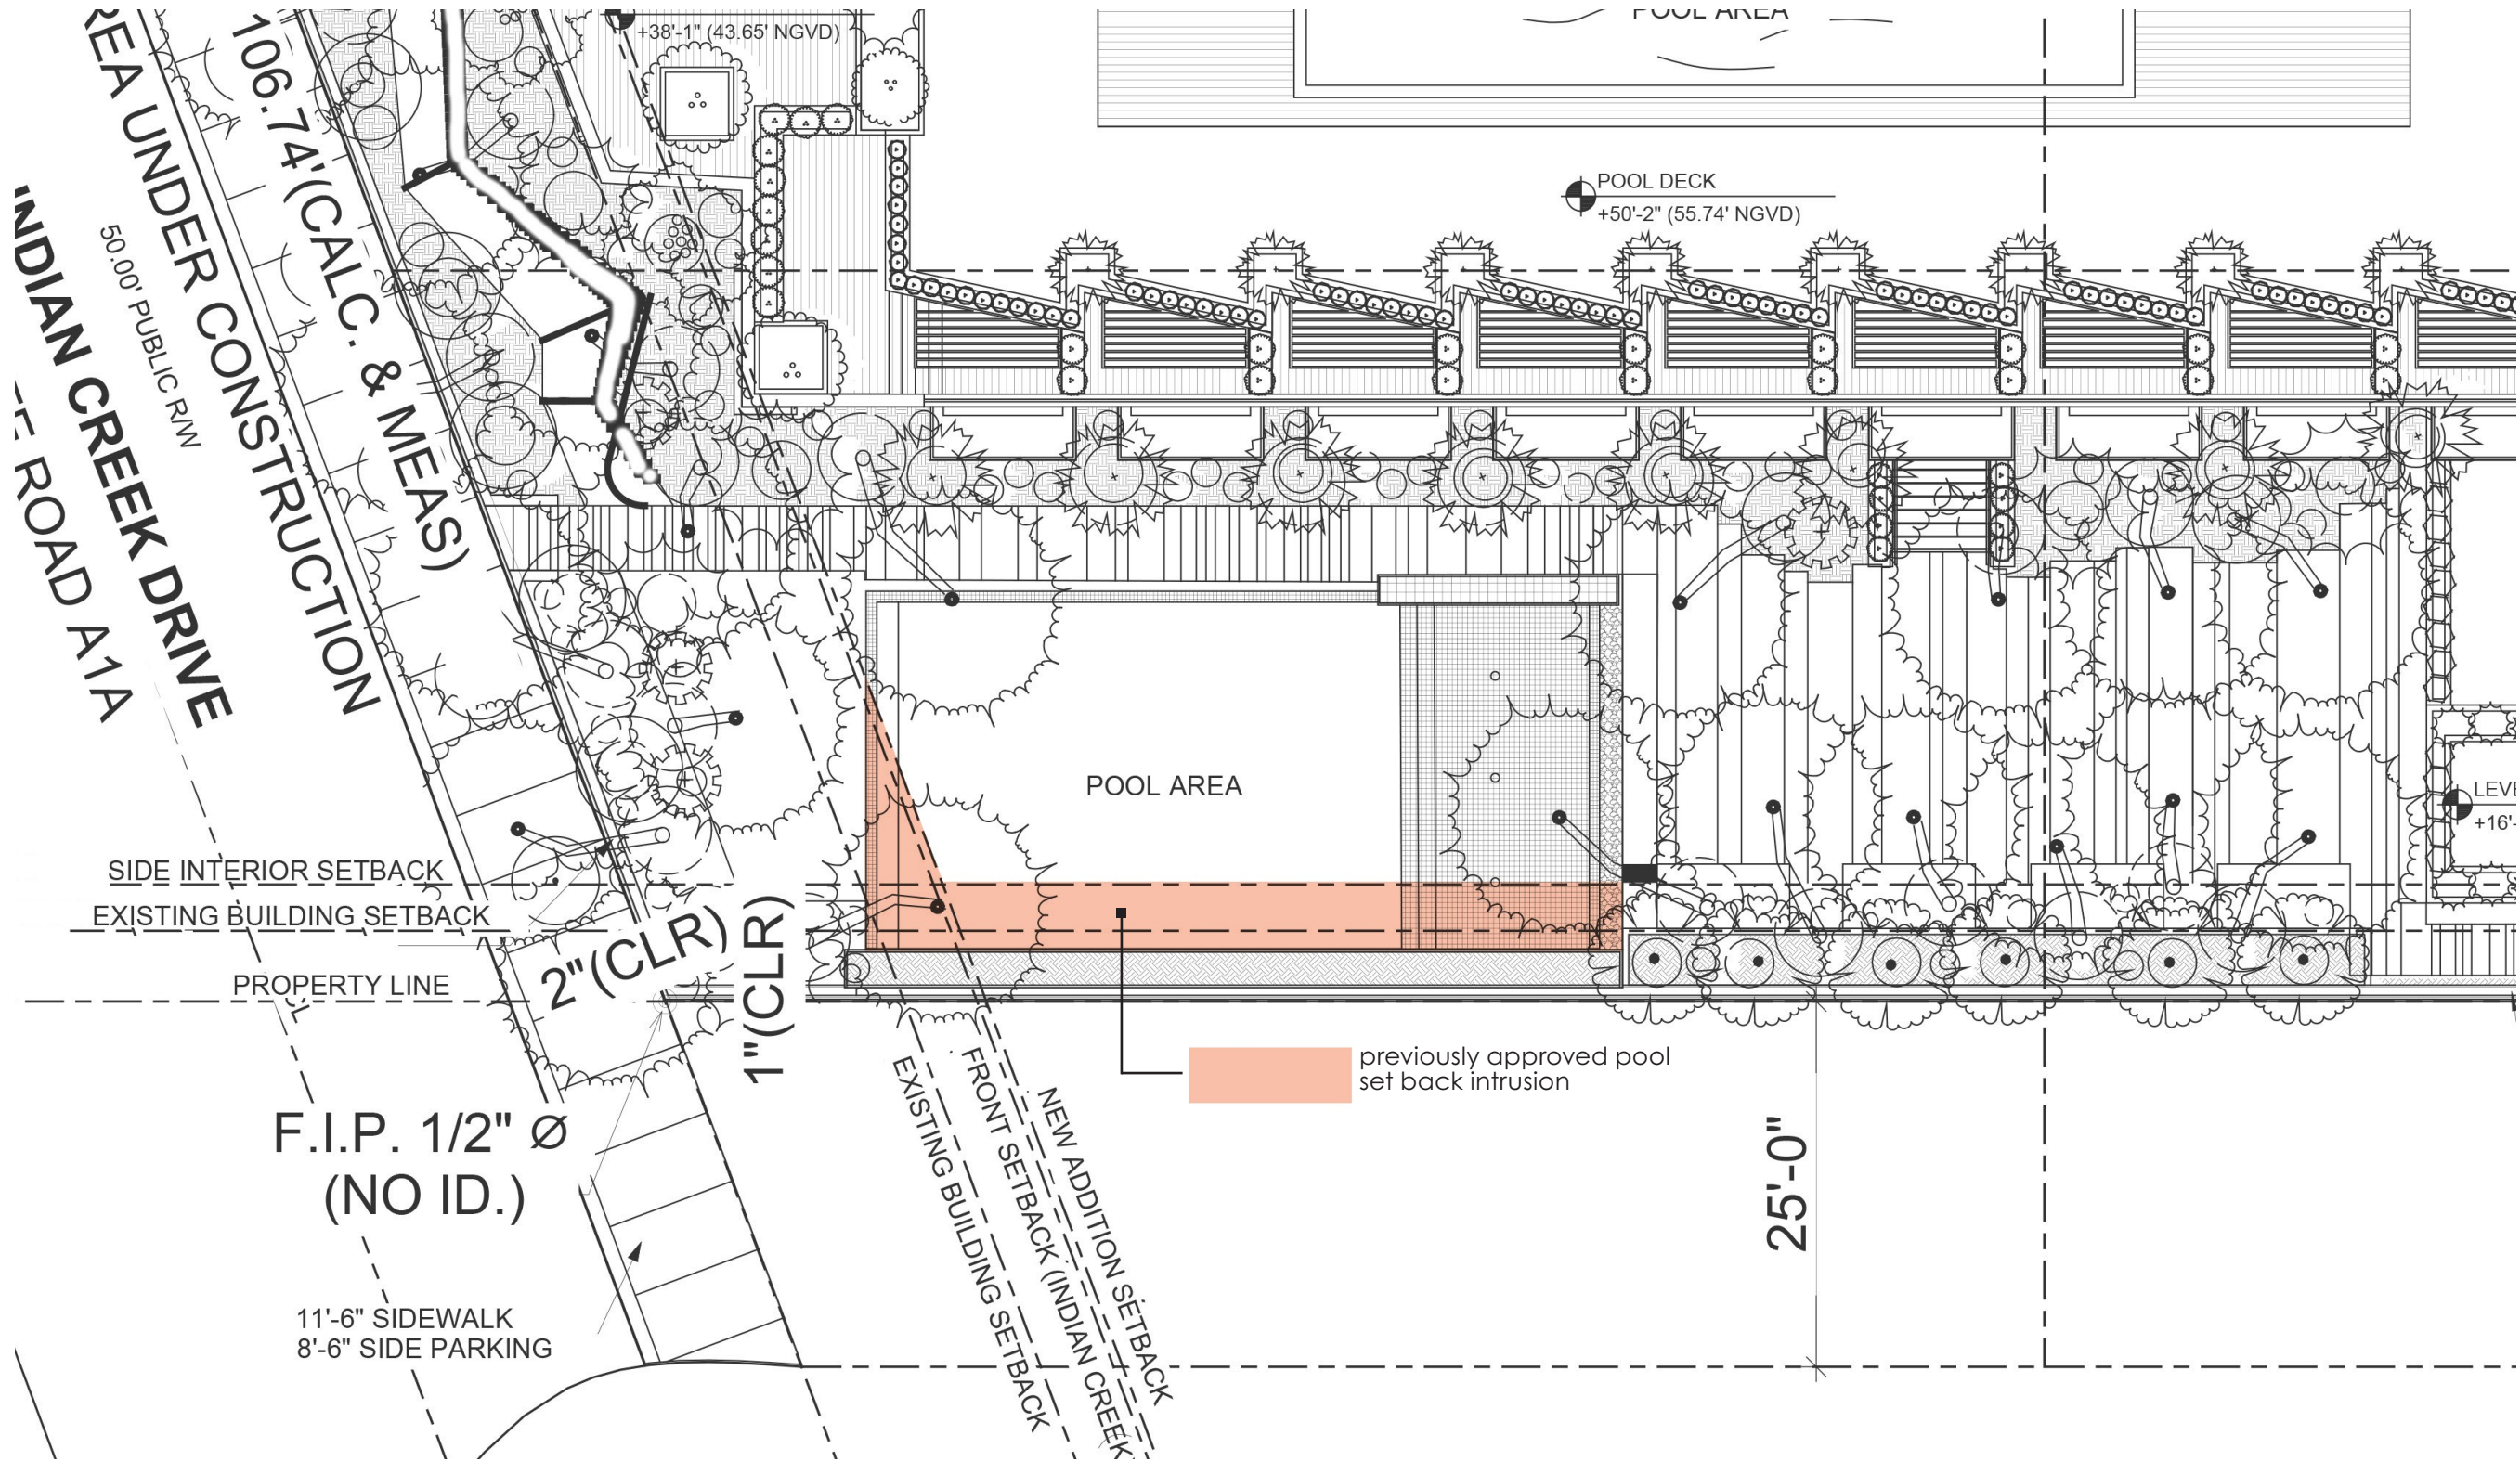 +38'-1" (43.65' NGVD)
POOL AREA
POOL DECK
+50'-2" (55.74' NGVD)
106.74'(CALC. & MEAS)
UNDER CONSTRUCTION
50.00' PUBLIC R/W
INDIAN CREEK DRIVE
ROAD A1A
POOL AREA
+16'-
SIDE INTERIOR SETBACK
EXISTING BUILDING SETBACK
PROPERTY LINE
2"(CLR)
1"(CLR)
previously approved pool
set back intrusion
F.I.P. 1/2" Ø
(NO ID.)
EXISTING BUILDING SETBACK
FRONT SETBACK (INDIAN CREEK
NEW ADDITION SETBACK
25'-0"
11'-6" SIDEWALK
8'-6" SIDE PARKING